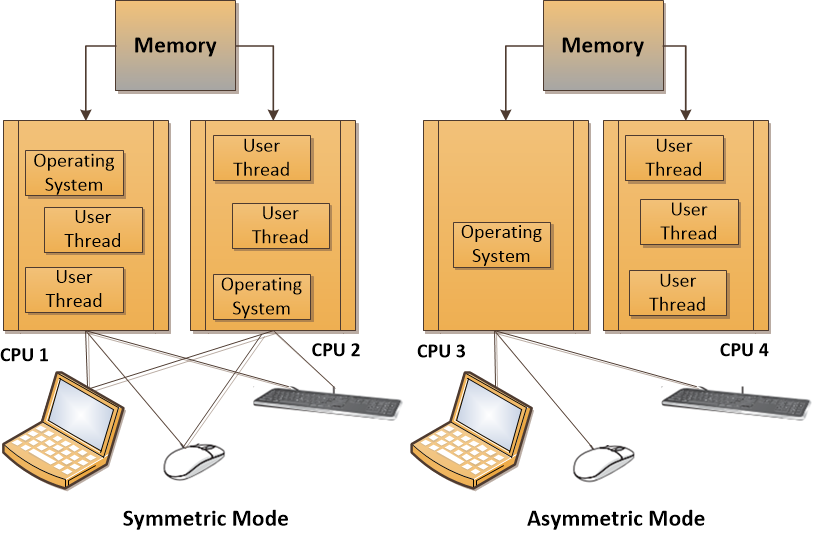 Memory
Operating
System
User
Thread
User
Thread
User
Thread
User
Thread
Operating
System
CPU 1
CPU 2
Symmetric Mode
Memory
Operating
System
User
Thread
User
Thread
User
Thread
CPU 3
CPU 4
Asymmetric Mode